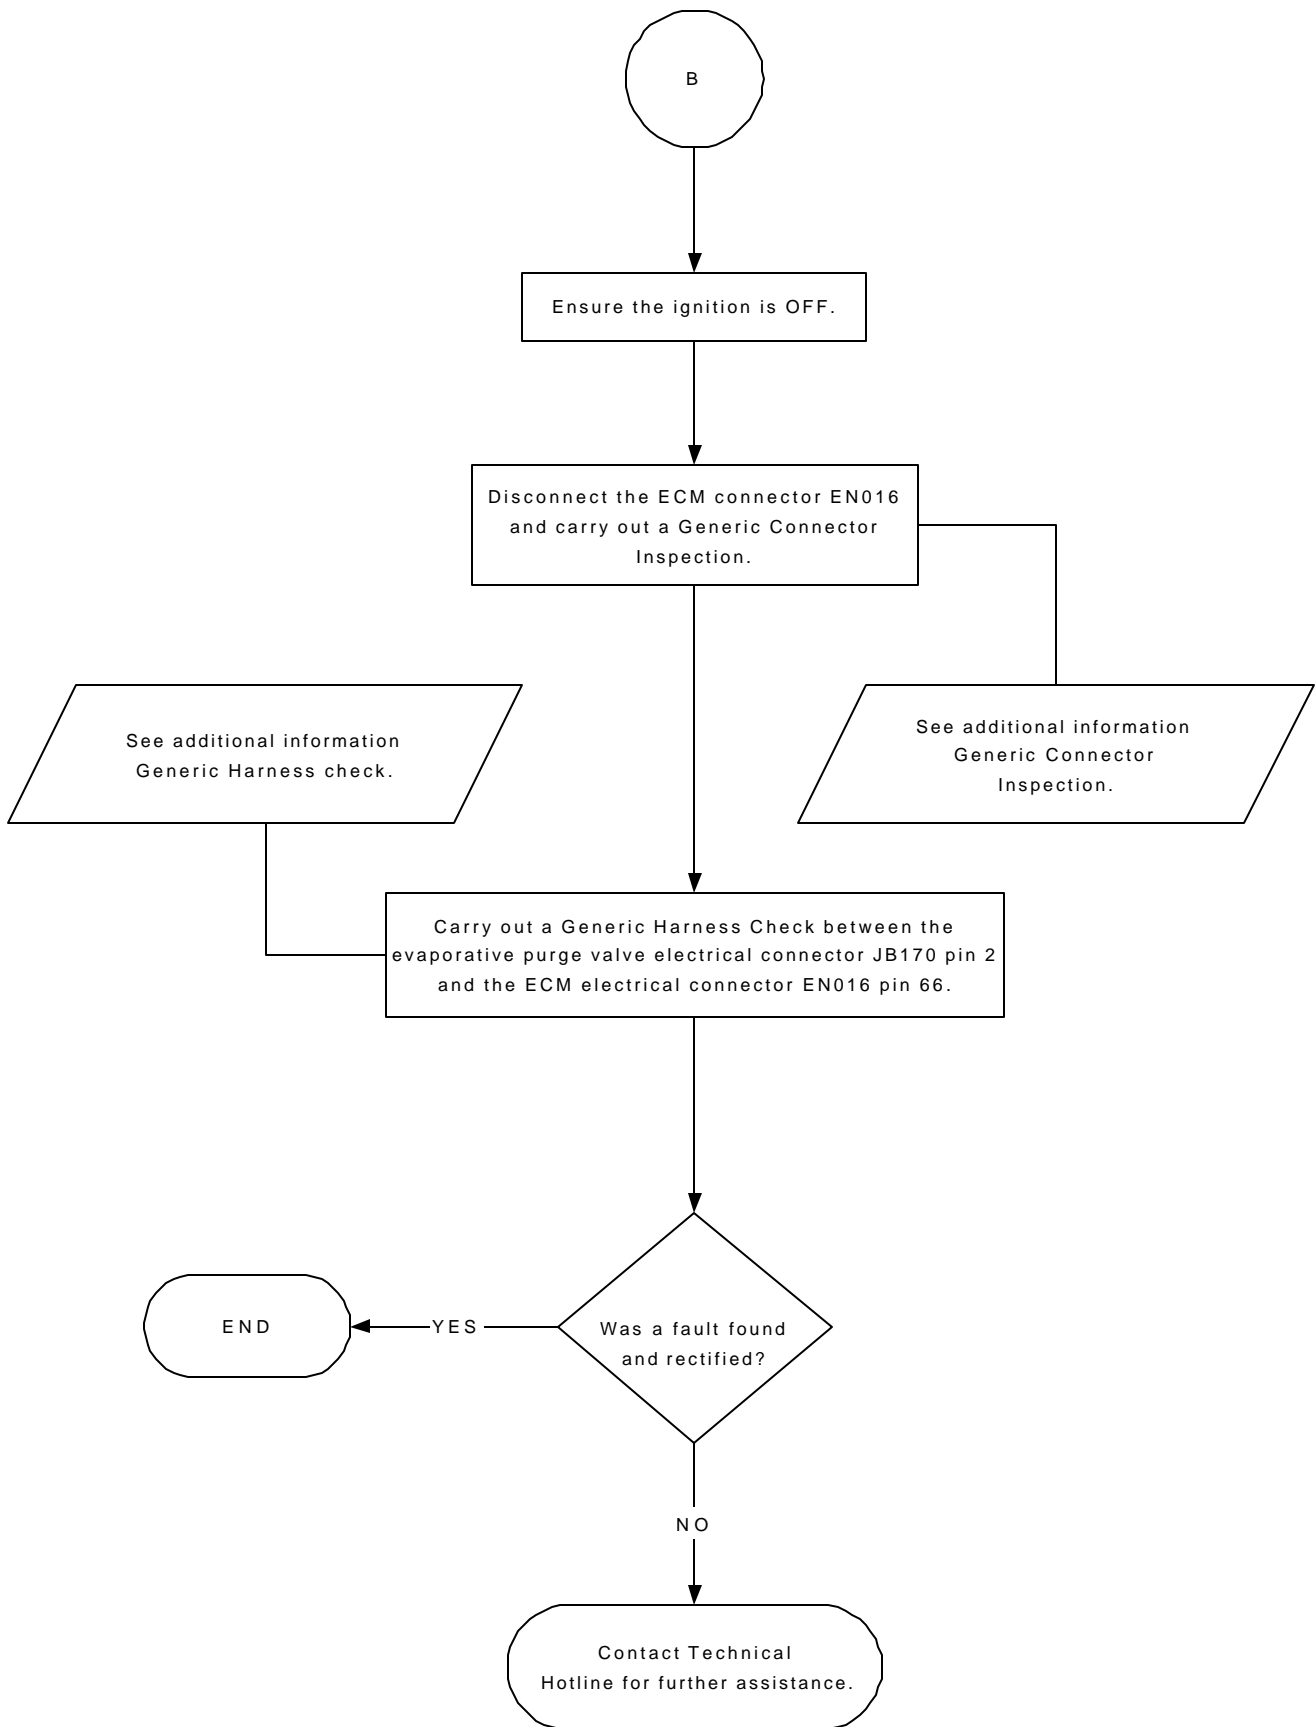 B
Ensure the ignition is OFF.
Disconnect the ECM connector EN016
and carry out a Generic Connector
Inspection.
See additional information
Generic Harness check.
See additional information
Generic Connector
Inspection.
Carry out a Generic Harness Check between the
evaporative purge valve electrical connector JB170 pin 2
and the ECM electrical connector EN016 pin 66.
END
YES
Was a fault found
and rectified?
NO
Contact Technical
Hotline for further assistance.